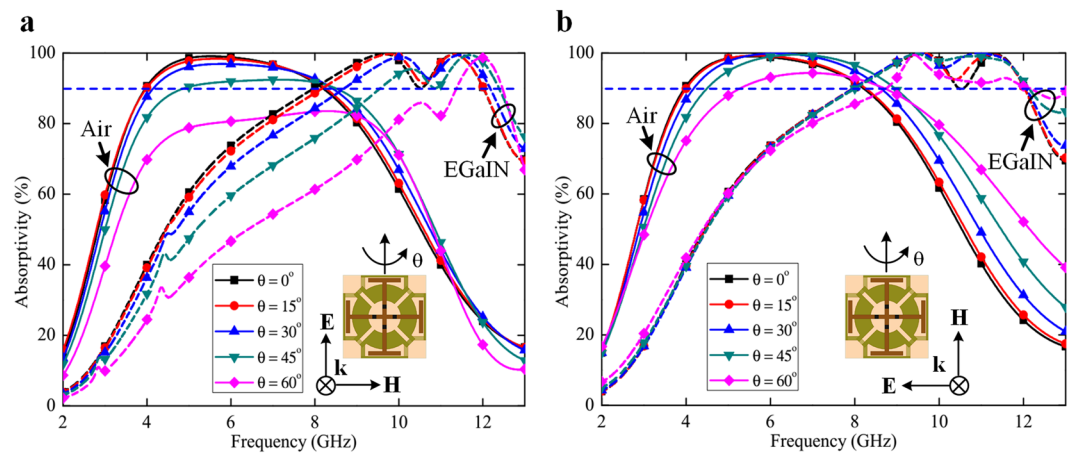 a
100
80
60
40
20
0
Absorptivity (%)
2 4 6 8 10 12
Frequency (GHz)
Air
EGaIN
θ = 0°
θ = 15°
θ = 30°
θ = 45°
θ = 60°
θ
E
k
H
b
100
80
60
40
20
0
Absorptivity (%)
2 4 6 8 10 12
Frequency (GHz)
Air
EGaIN
θ = 0°
θ = 15°
θ = 30°
θ = 45°
θ = 60°
θ
H
k
E